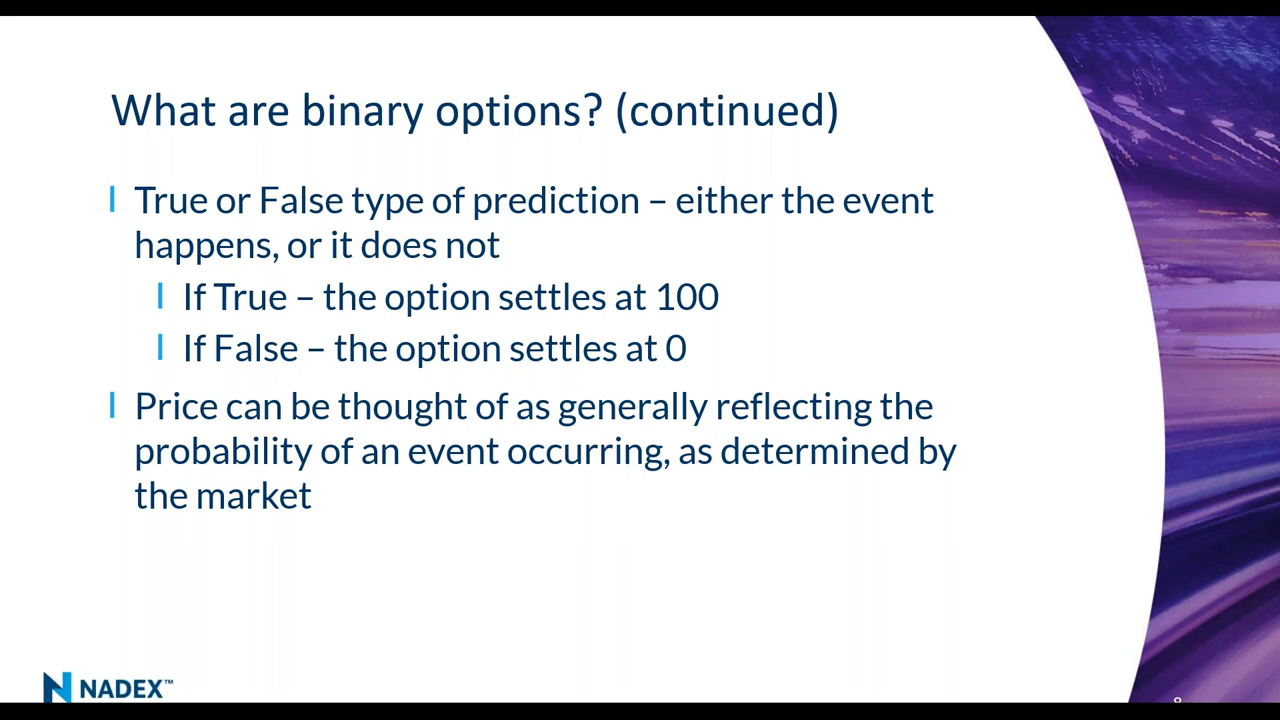 What are binary options? (continued)
True or False type of prediction – either the event
happens, or it does not
If True – the option settles at 100
If False – the option settles at 0
Price can be thought of as generally reflecting the
probability of an event occurring, as determined by
the market
NADEX™